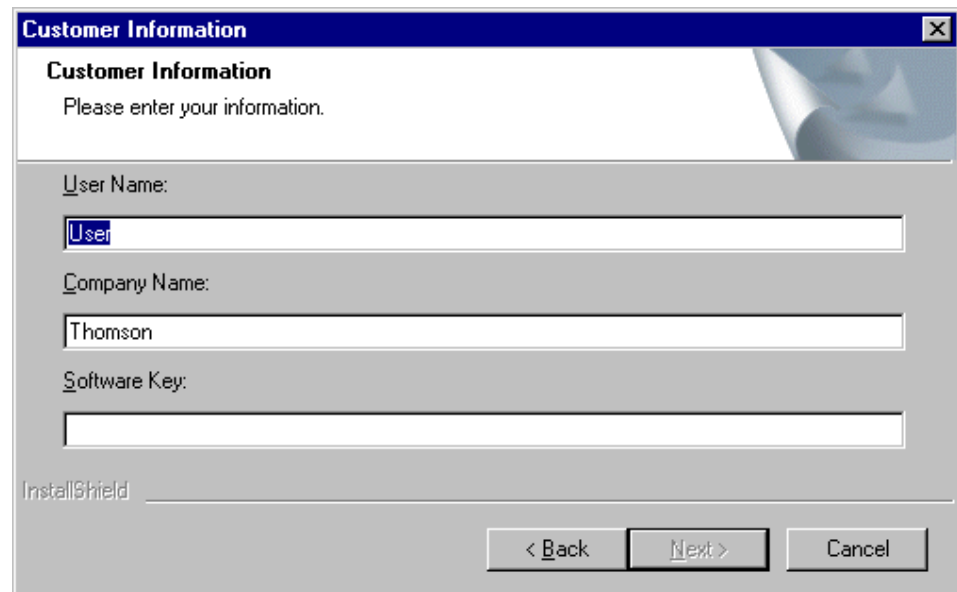 Customer Information
Customer Information
Please enter your information.
User Name:
User
Company Name:
Thomson
Software Key:
InstallShield
< Back Next > Cancel